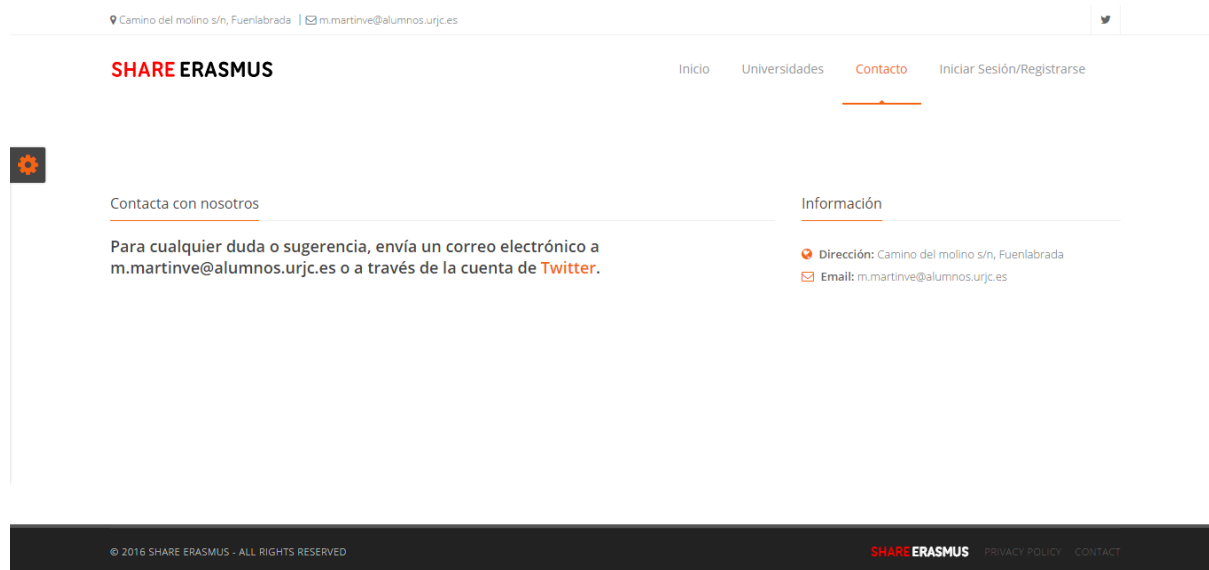 Camino del molino s/n, Fuenlabrada | m.martinve@alumnos.urjc.es
SHARE ERASMUS
Inicio Universidades Contacto Iniciar Sesión/Registrarse
Contacta con nosotros
Para cualquier duda o sugerencia, envía un correo electrónico a
m.martinve@alumnos.urjc.es o a través de la cuenta de Twitter.
Información
Dirección: Camino del molino s/n, Fuenlabrada
Email: m.martinve@alumnos.urjc.es
© 2016 SHARE ERASMUS - ALL RIGHTS RESERVED
SHARE ERASMUS PRIVACY POLICY CONTACT